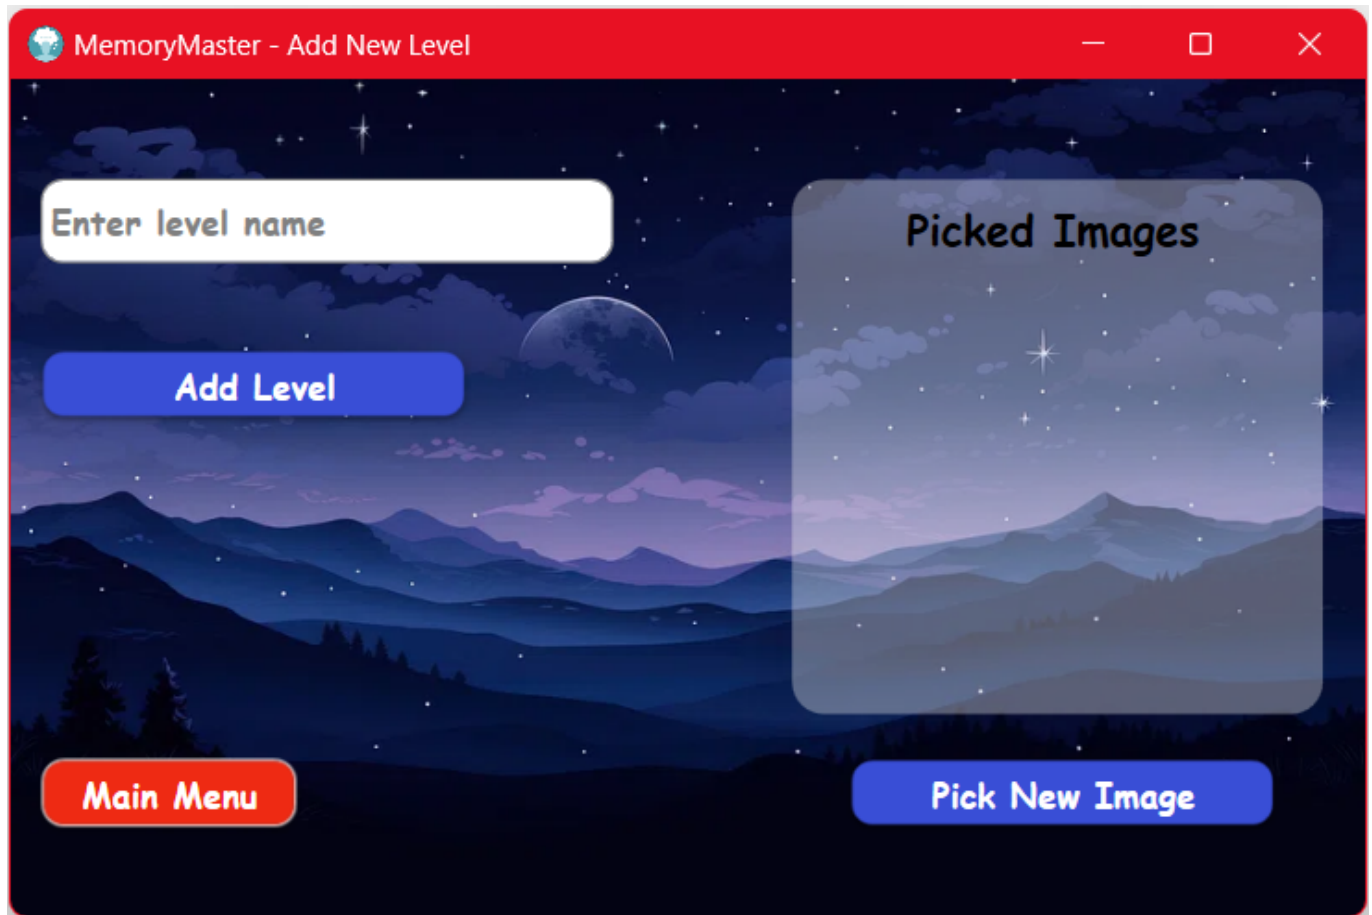 MemoryMaster - Add New Level
Enter level name
Picked Images
Add Level
Main Menu
Pick New Image